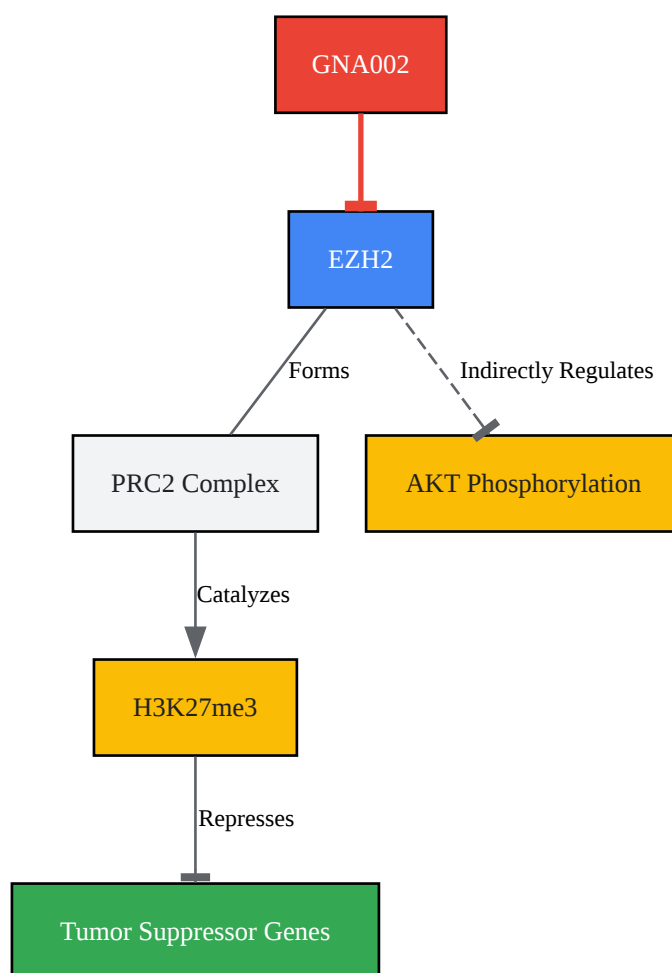 GNA002
EZH2
Forms
Indirectly Regulates
PRC2 Complex
AKT Phosphorylation
Catalyzes
H3K27me3
Represses
Tumor Suppressor Genes